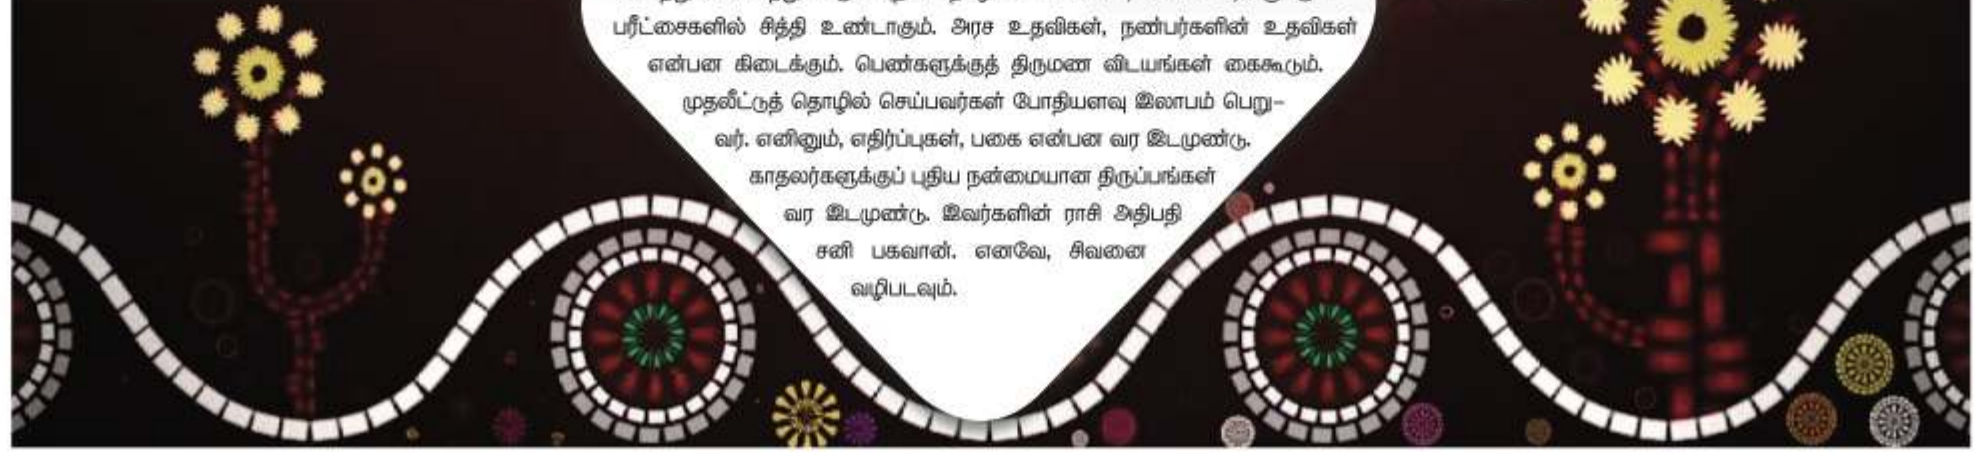 பரீட்சைகளில் சித்தி உண்டாகும். அரச உதவிகள், நண்பர்களின் உதவிகள்
என்பன கிடைக்கும். பெண்களுக்குத் திருமண விடயங்கள் கைகூடும்.
முதலீட்டுத் தொழில் செய்பவர்கள் போதியளவு இலாபம் பெறு-
வர். எனினும், எதிர்ப்புகள், பகை என்பன வர இடமுண்டு.
காதலர்களுக்குப் புதிய நன்மையான திருப்பங்கள்
வர இடமுண்டு. இவர்களின் ராசி அதிபதி
சனி பகவான். எனவே, சிவனை
வழிபடவும்.